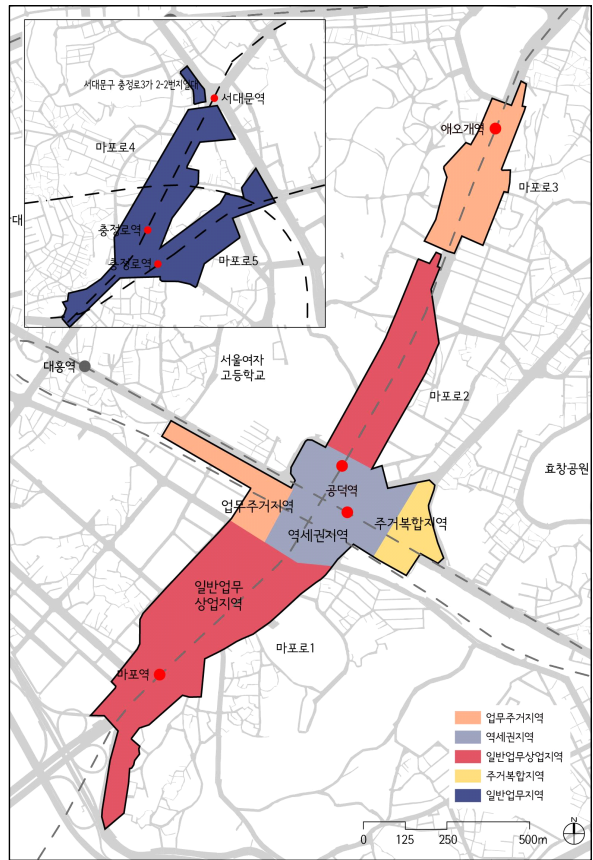 서대문구 충정로3가 2-2번지일대
서대문역
마포로4
충정로역
충정로역
마포로5
애오개역
마포로3
대흥역
서울여자
고등학교
마포로2
효창공원
공덕역
업무주거지역
주거복합지역
역세권지역
일반업무
상업지역
마포로1
마포역
업무주거지역
역세권지역
일반업무상업지역
주거복합지역
일반업무지역
0 125 250 500m
N